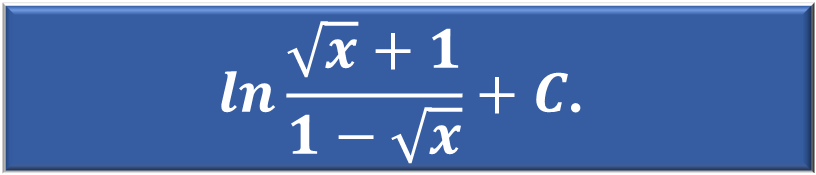 ln (√x + 1)/(1 − √x) + C.